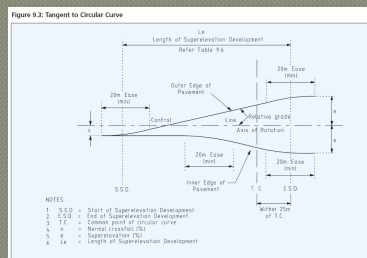 Figure 9.3: Tangent to Circular Curve
Le
Length of Superelevation Development
Refer Table 9.6
20m Ease
(min)
20m Ease
(min)
Outer Edge of
Pavement
Control
Line
Relative grade
e
n
Axis of Rotation
e
20m Ease
(min)
20m Ease
(min)
Inner Edge of
Pavement
S.S.D.
T.C.
E.S.D.
Within 25m
of T.C.
NOTES
1 S.S.D. = Start of Superelevation Development
2 E.S.D. = End of Superelevation Development
3 T.C. = Common point of circular curve
4 n = Normal crossfall (%)
5 e = Superelevation (%)
6 Le = Length of Superelevation Development